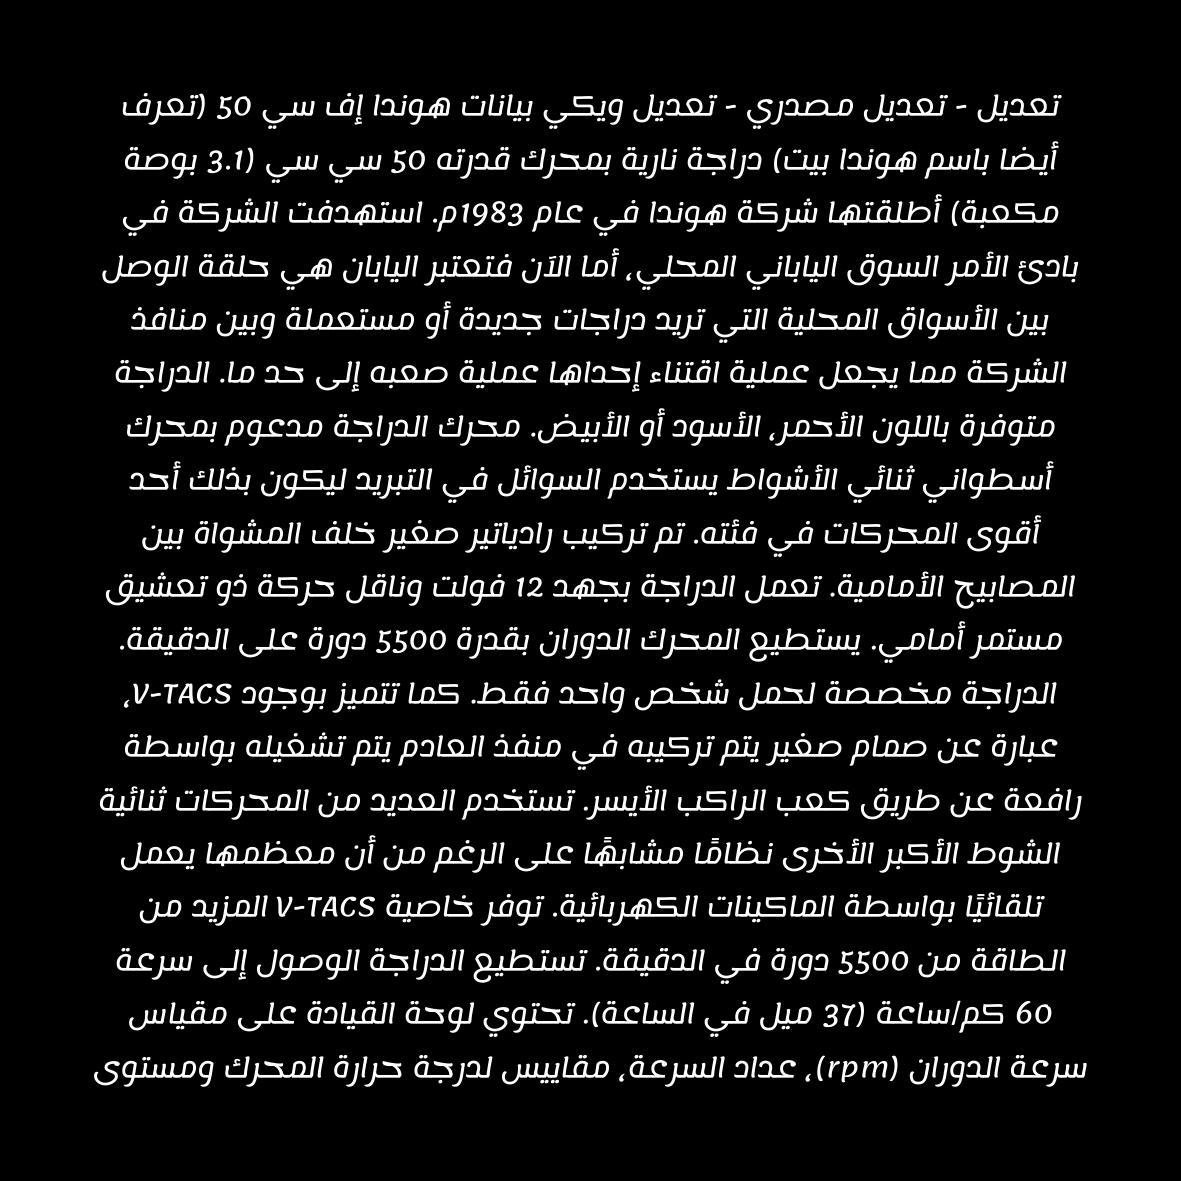 تعديل - تعديل مصدري - تعديل ويكي بيانات هوندا إف سي 50 (تعرف
أيضا باسم هوندا بيت) دراجة نارية بمحرك قدرته 50 سي سي (3.1 بوصة
مكعبة) أطلقتها شركة هوندا في عام 1983م. استهدفت الشركة في
بادئ الأمر السوق الياباني المحلي، أما الآن فتعتبر اليابان هي حلقة الوصل
بين الأسواق المحلية التي تريد دراجات جديدة أو مستعملة وبين منافذ
الشركة مما يجعل عملية اقتناء إحداها عملية صعبه إلى حد ما. الدراجة
متوفرة باللون الأحمر، الأسود أو الأبيض. محرك الدراجة مدعوم بمحرك
أسطواني ثنائي الأشواط يستخدم السوائل في التبريد ليكون بذلك أحد
أقوى المحركات في فئته. تم تركيب رادياتير صغير خلف المشواة بين
المصابيح الأمامية. تعمل الدراجة بجهد 12 فولت وناقل حركة ذو تعشيق
مستمر أمامي. يستطيع المحرك الدوران بقدرة 5500 دورة على الدقيقة.
الدراجة مخصصة لحمل شخص واحد فقط. كما تتميز بوجود V-TACS،
عبارة عن صمام صغير يتم تركيبه في منفذ العادم يتم تشغيله بواسطة
رافعة عن طريق كعب الراكب الأيسر. تستخدم العديد من المحركات ثنائية
الشوط الأكبر الأخرى نظامًا مشابهًا على الرغم من أن معظمها يعمل
تلقائيًا بواسطة الماكينات الكهربائية. توفر خاصية V-TACS المزيد من
الطاقة من 5500 دورة في الدقيقة. تستطيع الدراجة الوصول إلى سرعة
60 كم/ساعة (37 ميل في الساعة). تحتوي لوحة القيادة على مقياس
سرعة الدوران (rpm)، عداد السرعة، مقاييس لدرجة حرارة المحرك ومستوى